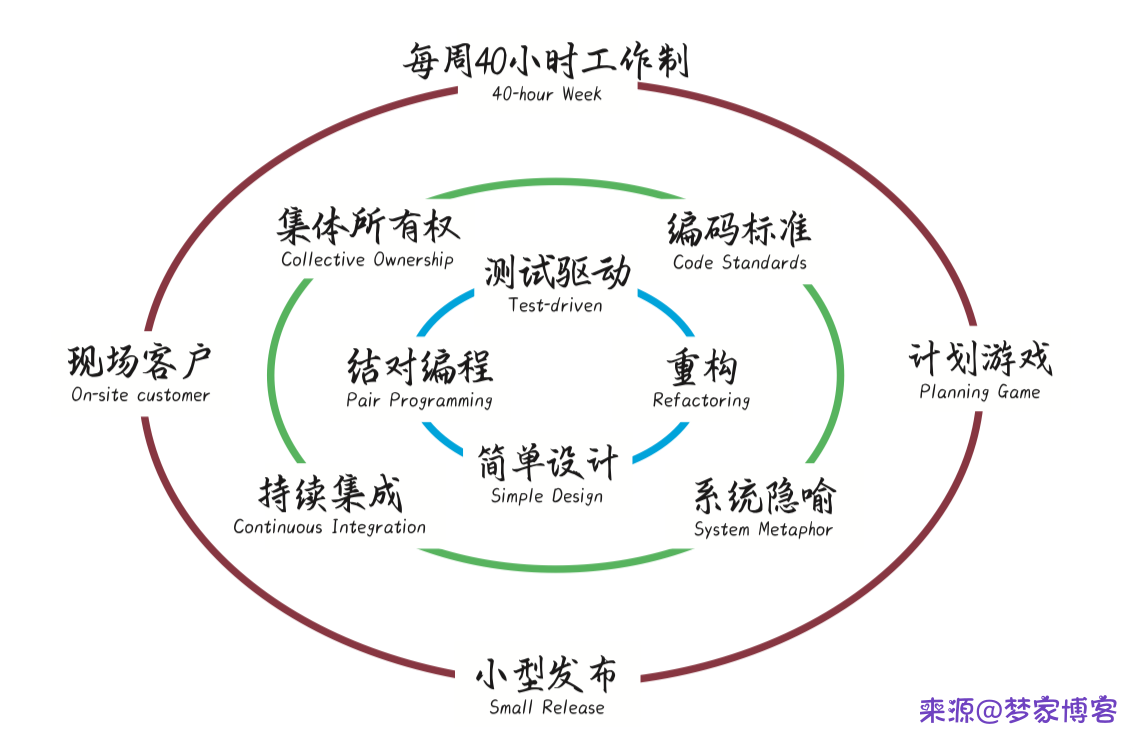 每周40小时工作制
40-hour Week
集体所有权
Collective Ownership
编码标准
Code Standards
测试驱动
Test-driven
现场客户
On-site customer
结对编程
Pair Programming
重构
Refactoring
计划游戏
Planning Game
简单设计
Simple Design
持续集成
Continuous Integration
系统隐喻
System Metaphor
小型发布
Small Release
来源@梦家博客